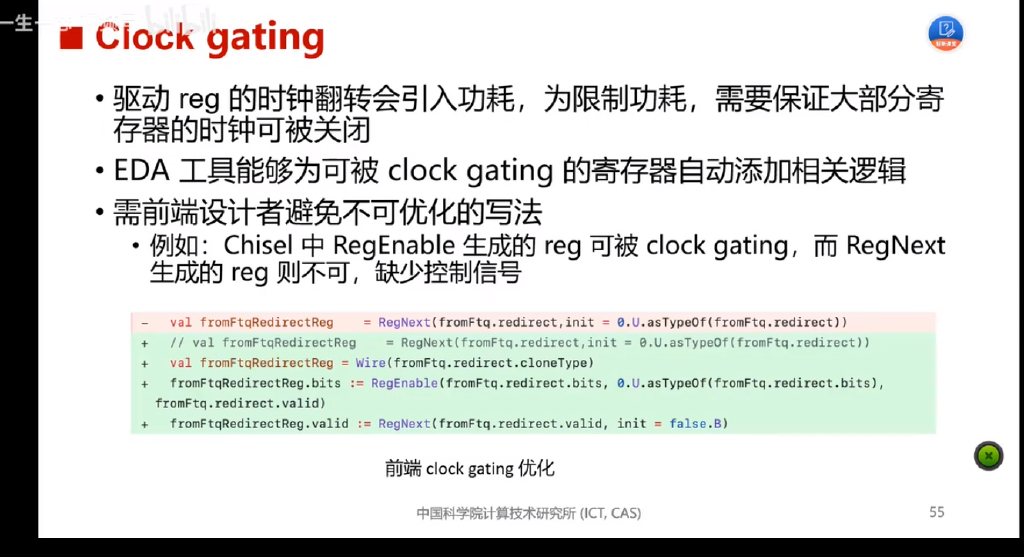 一生一
bilibili
Clock gating
• 驱动 reg 的时钟翻转会引入功耗，为限制功耗，需要保证大部分寄
存器的时钟可被关闭
• EDA 工具能够为可被 clock gating 的寄存器自动添加相关逻辑
• 需前端设计者避免不可优化的写法
• 例如：Chisel 中 RegEnable 生成的 reg 可被 clock gating，而 RegNext
生成的 reg 则不可，缺少控制信号
- val fromFtqRedirectReg = RegNext(fromFtq.redirect,init = 0.U.asTypeOf(fromFtq.redirect))
+ // val fromFtqRedirectReg = RegNext(fromFtq.redirect,init = 0.U.asTypeOf(fromFtq.redirect))
+ val fromFtqRedirectReg = Wire(fromFtq.redirect.cloneType)
+ fromFtqRedirectReg.bits := RegEnable(fromFtq.redirect.bits, 0.U.asTypeOf(fromFtq.redirect.bits),
fromFtq.redirect.valid)
+ fromFtqRedirectReg.valid := RegNext(fromFtq.redirect.valid, init = false.B)
前端 clock gating 优化
中国科学院计算技术研究所 (ICT, CAS)
55